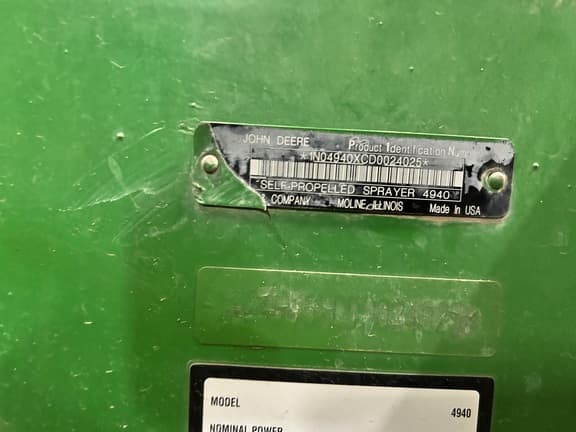 JOHN DEERE Product Identification Num
*1N04940XCD0024025*
*SELF-PROPELLED SPRAYER 4940*
COMPANY MOLINE, ILLINOIS Made in USA
MODEL 4940
NOMINAL POWER